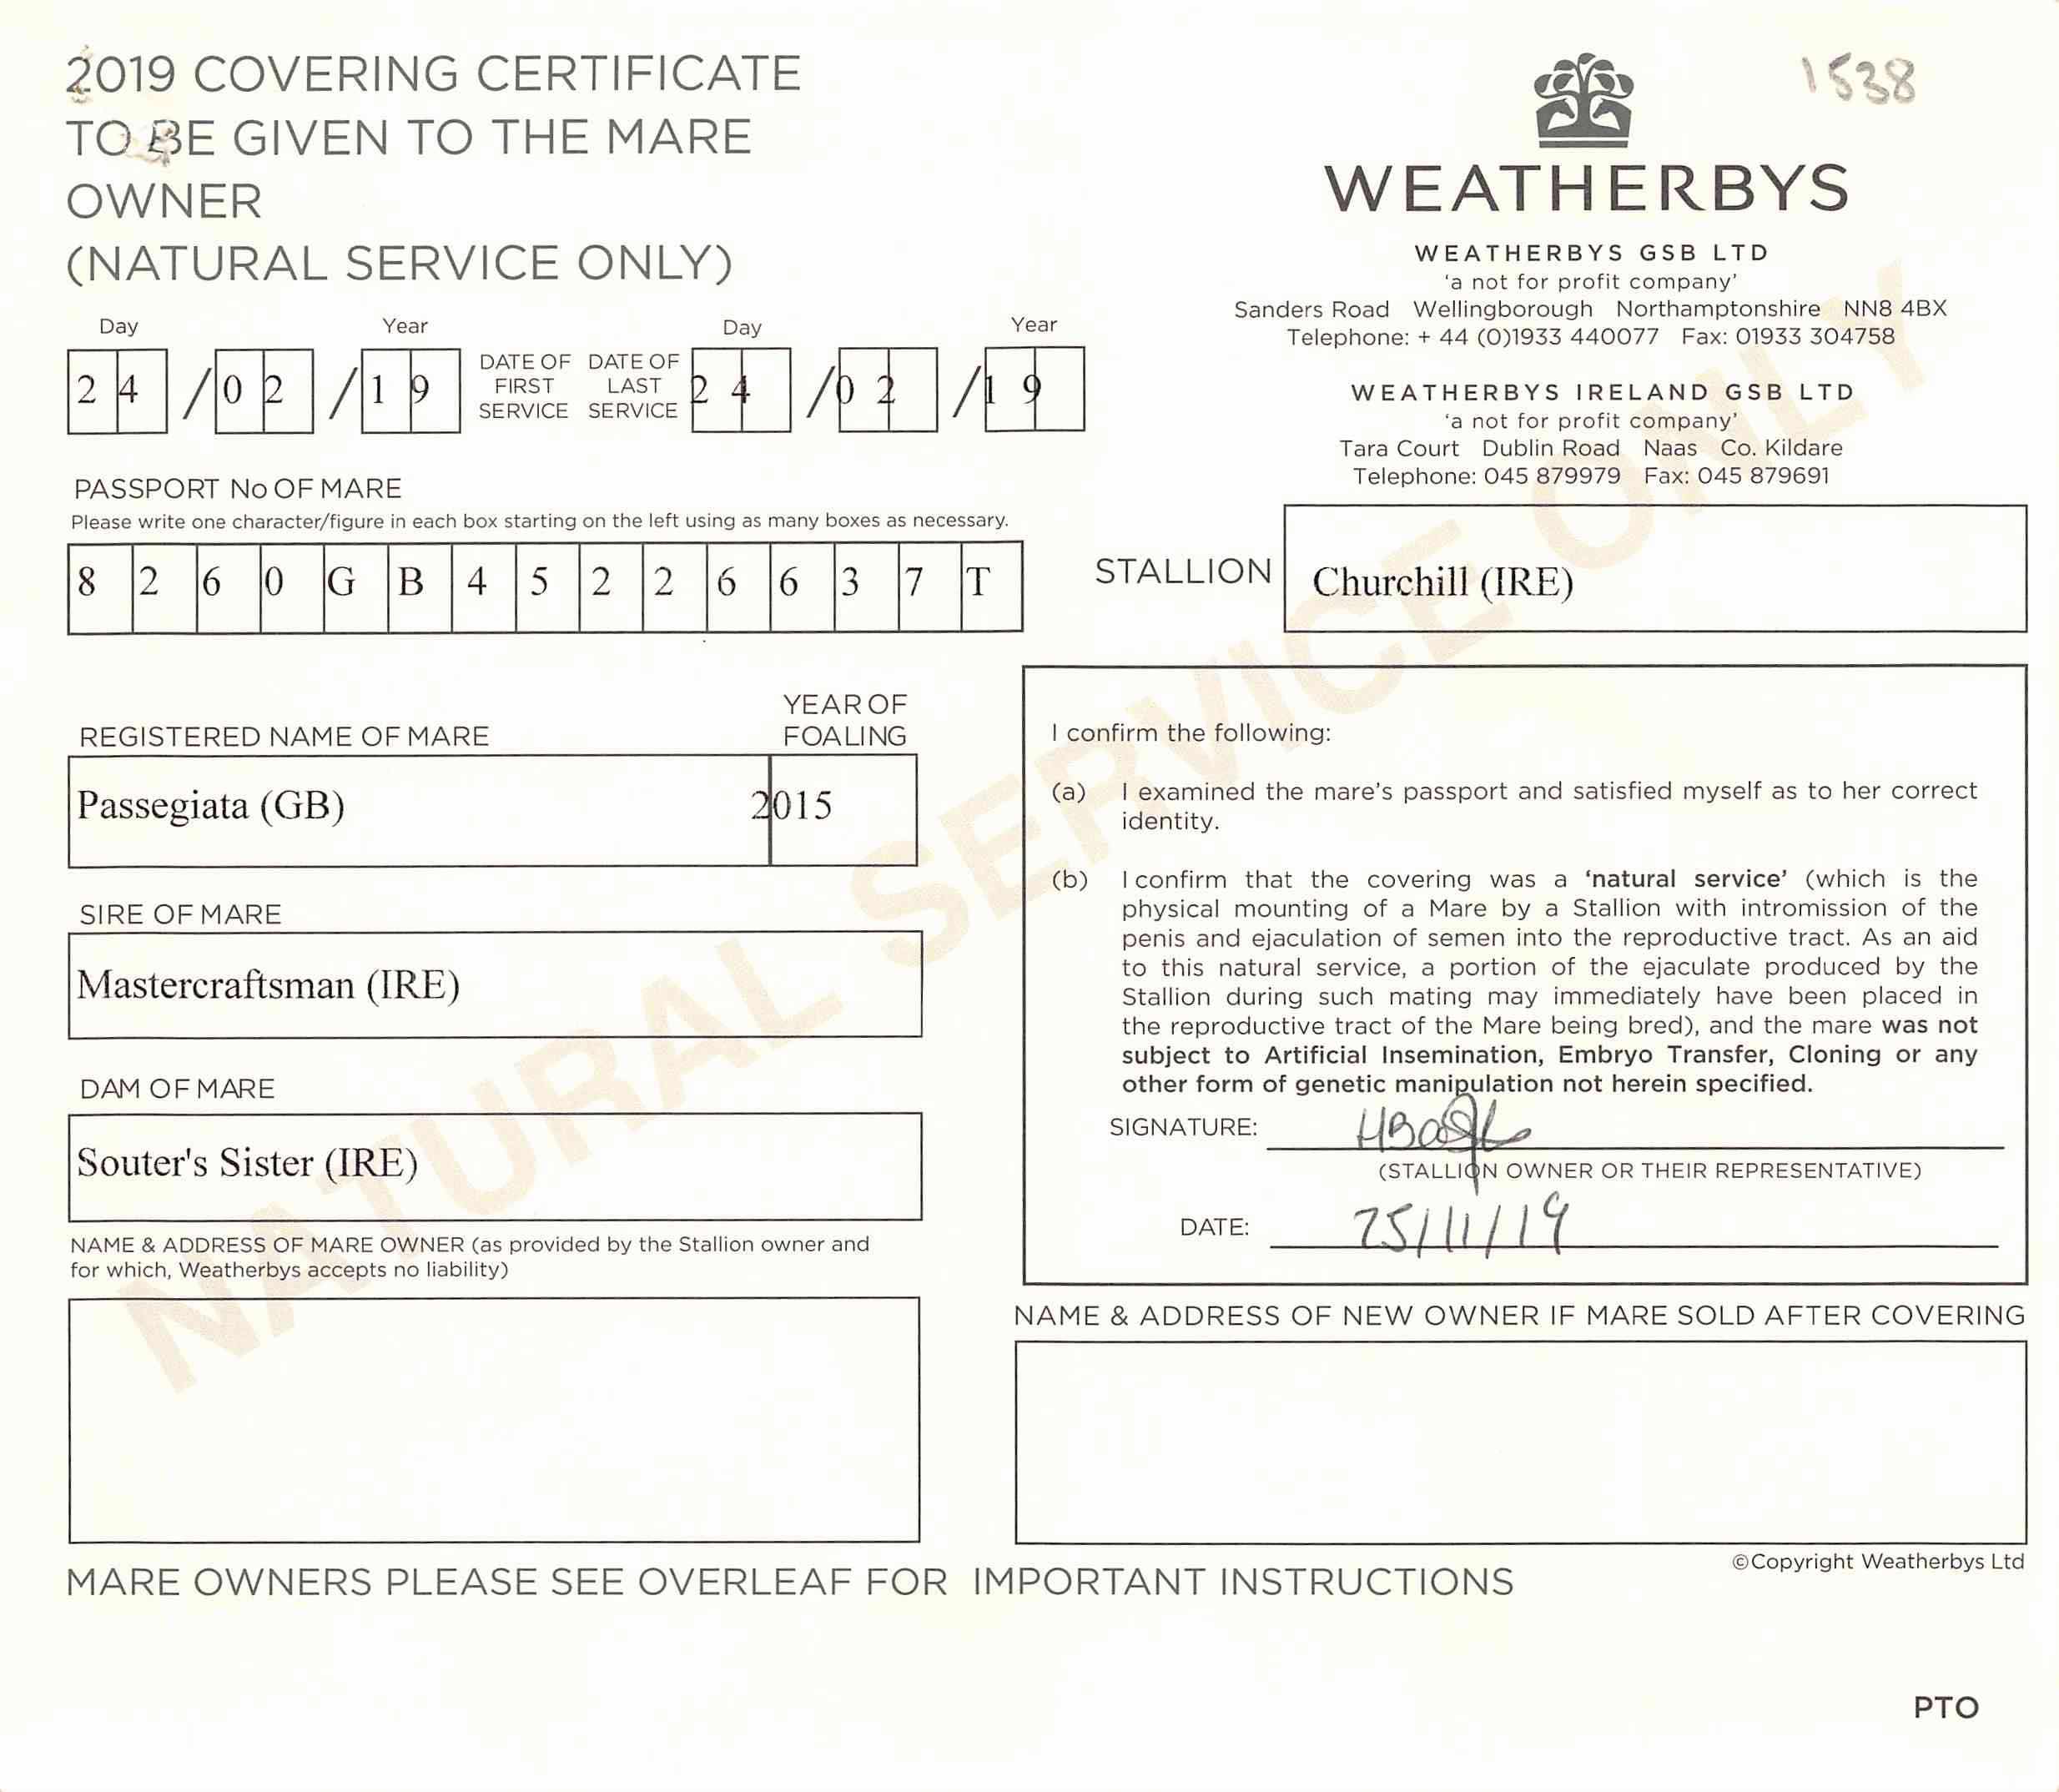 2019 COVERING CERTIFICATE
TO BE GIVEN TO THE MARE
OWNER
(NATURAL SERVICE ONLY)
1538
WEATHERBYS
WEATHERBYS GSB LTD
'a not for profit company'
Sanders Road Wellingborough Northamptonshire NN8 4BX
Telephone: + 44 (0)1933 440077 Fax: 01933 304758
WEATHERBYS IRELAND GSB LTD
'a not for profit company'
Tara Court Dublin Road Naas Co. Kildare
Telephone: 045 879979 Fax: 045 879691
Day Year
24/02/19
DATE OF FIRST SERVICE
DATE OF LAST SERVICE
Day Year
24/02/19
PASSPORT No OF MARE
Please write one character/figure in each box starting on the left using as many boxes as necessary.
8 2 6 0 G B 4 5 2 2 6 6 3 7 T
STALLION
Churchill (IRE)
REGISTERED NAME OF MARE
YEAR OF
FOALING
Passegiata (GB) 2015
SIRE OF MARE
Mastercraftsman (IRE)
DAM OF MARE
Souter's Sister (IRE)
NAME & ADDRESS OF MARE OWNER (as provided by the Stallion owner and
for which, Weatherbys accepts no liability)
I confirm the following:
(a) I examined the mare's passport and satisfied myself as to her correct
identity.
(b) I confirm that the covering was a 'natural service' (which is the
physical mounting of a Mare by a Stallion with intromission of the
penis and ejaculation of semen into the reproductive tract. As an aid
to this natural service, a portion of the ejaculate produced by the
Stallion during such mating may immediately have been placed in
the reproductive tract of the Mare being bred), and the mare was not
subject to Artificial Insemination, Embryo Transfer, Cloning or any
other form of genetic manipulation not herein specified.
SIGNATURE:
(STALLION OWNER OR THEIR REPRESENTATIVE)
DATE: 25/11/19
NAME & ADDRESS OF NEW OWNER IF MARE SOLD AFTER COVERING
©Copyright Weatherbys Ltd
MARE OWNERS PLEASE SEE OVERLEAF FOR IMPORTANT INSTRUCTIONS
PTO
NATURAL SERVICE ONLY